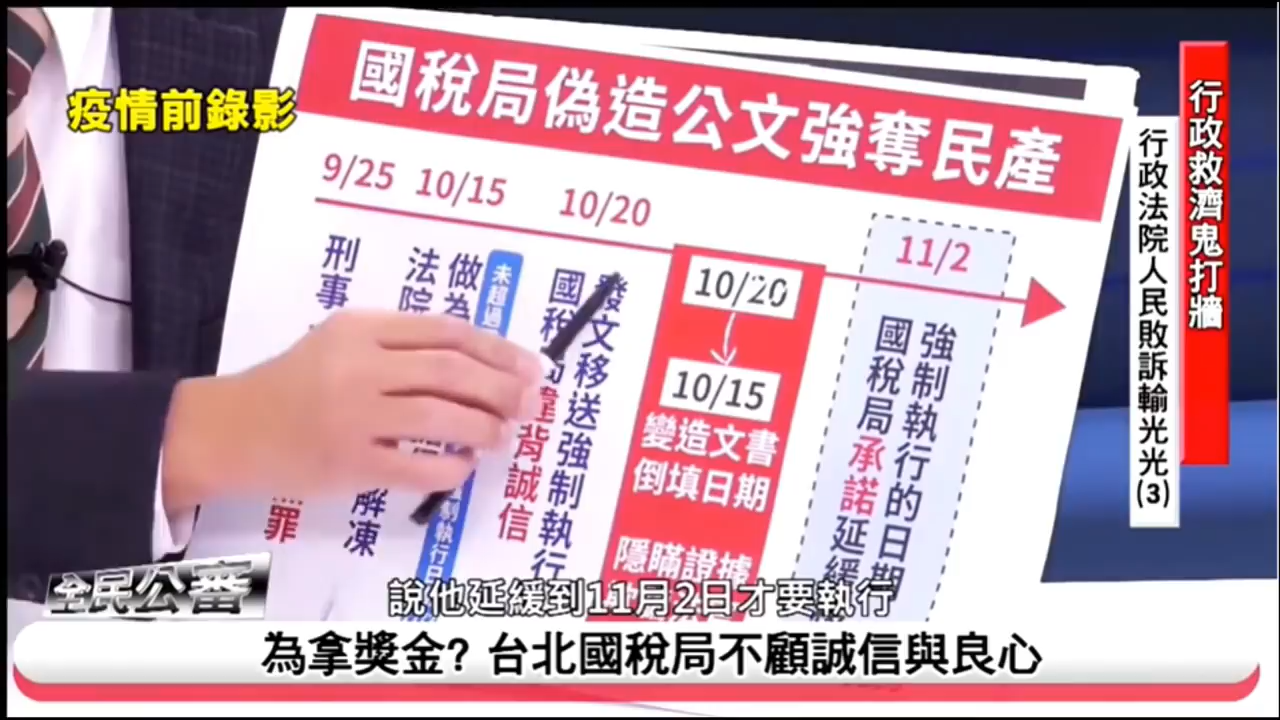 疫情前錄影
國稅局偽造公文強奪民產
9/25
10/15
10/20
11/2
刑事
罪
解凍
法院
做為
未超過
執行日
發文移送強制執行
國稅局違背誠信
10/20
10/15
變造文書
倒填日期
隱瞞證據
強制執行的日期
國稅局承諾延緩
行政救濟鬼打牆
行政法院人民敗訴輸光光(3)
全民公審
說他延緩到11月2日才要執行
為拿獎金? 台北國稅局不顧誠信與良心